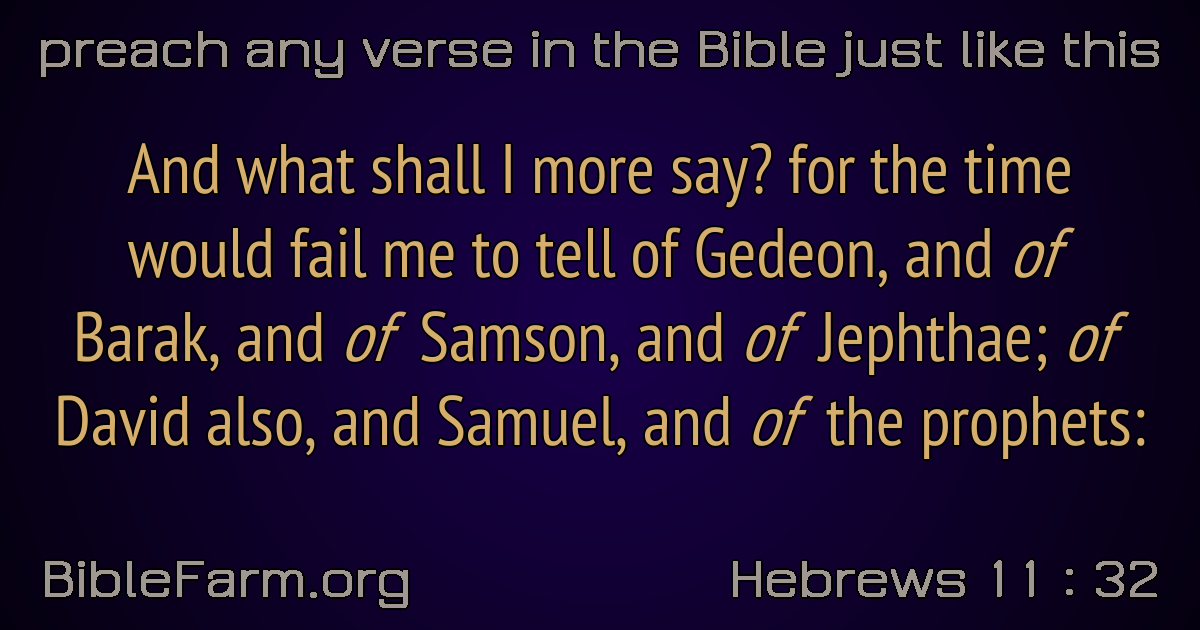 preach any verse in the Bible just like this
And what shall I more say? for the time
would fail me to tell of Gedeon, and of
Barak, and of Samson, and of Jephthae; of
David also, and Samuel, and of the prophets:
BibleFarm.org
Hebrews 11 : 32